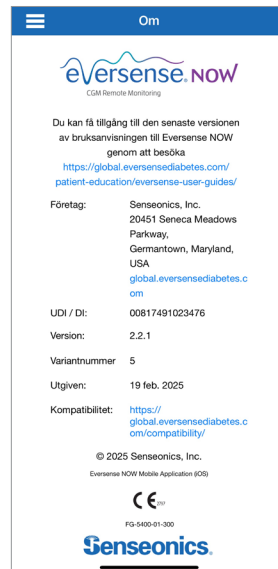 Om
eversense. NOW
CGM Remote Monitoring
Du kan få tillgång till den senaste versionen
av bruksanvisningen till Eversense NOW
genom att besöka
https://global.eversensediabetes.com/
patient-education/eversense-user-guides/
Företag: Senseonics, Inc.
20451 Seneca Meadows
Parkway,
Germantown, Maryland,
USA
global.eversensediabetes.c
om
UDI / DI: 00817491023476
Version: 2.2.1
Variantnummer 5
Utgiven: 19 feb. 2025
Kompatibilitet: https://
global.eversensediabetes.c
om/compatibility/
© 2025 Senseonics, Inc.
Eversense NOW Mobile Application (iOS)
CE 2797
FG-5400-01-300
Senseonics.